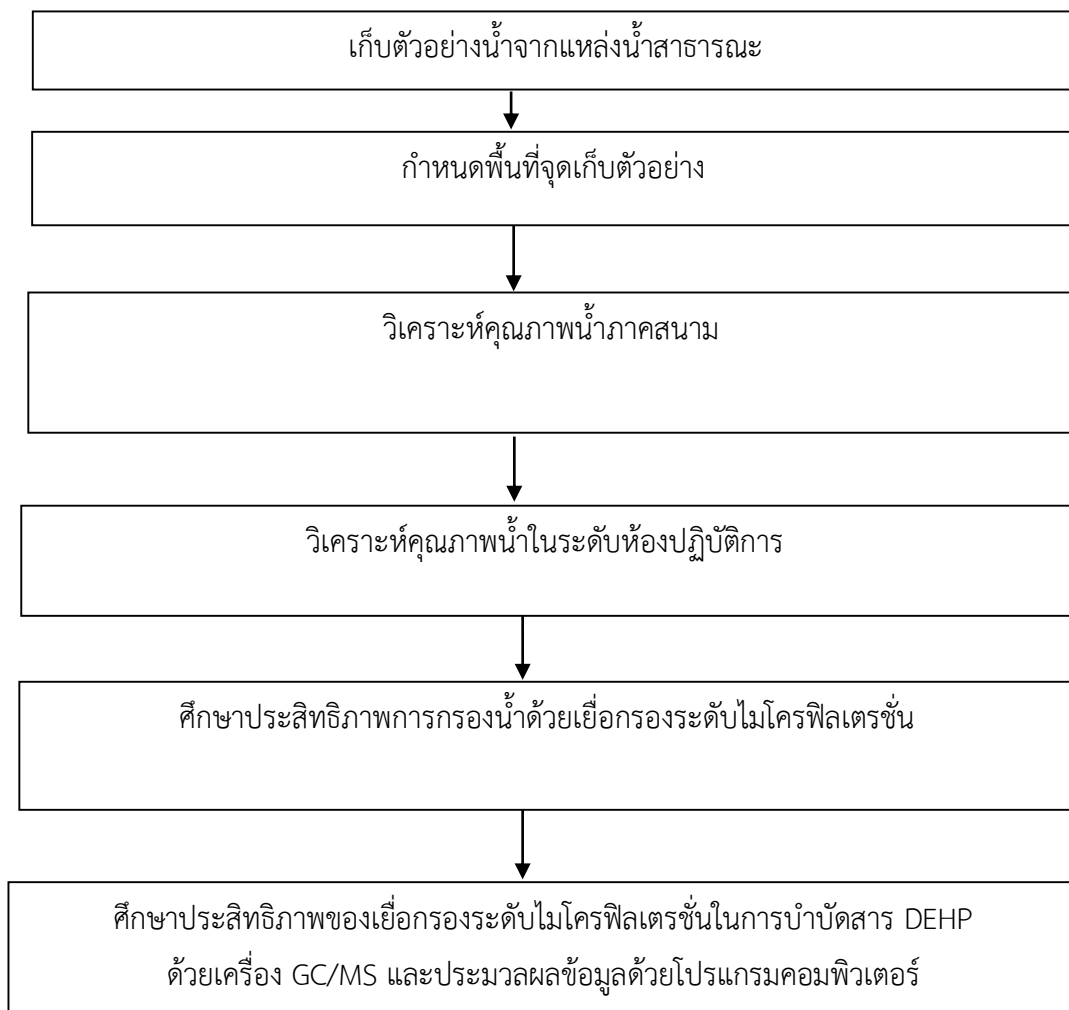 เก็บตัวอย่างน้ำจากแหล่งน้ำสาธารณะ
กำหนดพื้นที่จุดเก็บตัวอย่าง
วิเคราะห์คุณภาพน้ำภาคสนาม
วิเคราะห์คุณภาพน้ำในระดับห้องปฏิบัติการ
ศึกษาประสิทธิภาพการกรองน้ำด้วยเยื่อกรองระดับไมโครฟิลเตรชั่น
ศึกษาประสิทธิภาพของเยื่อกรองระดับไมโครฟิลเตรชั่นในการบำบัดสาร DEHP
ด้วยเครื่อง GC/MS และประมวลผลข้อมูลด้วยโปรแกรมคอมพิวเตอร์